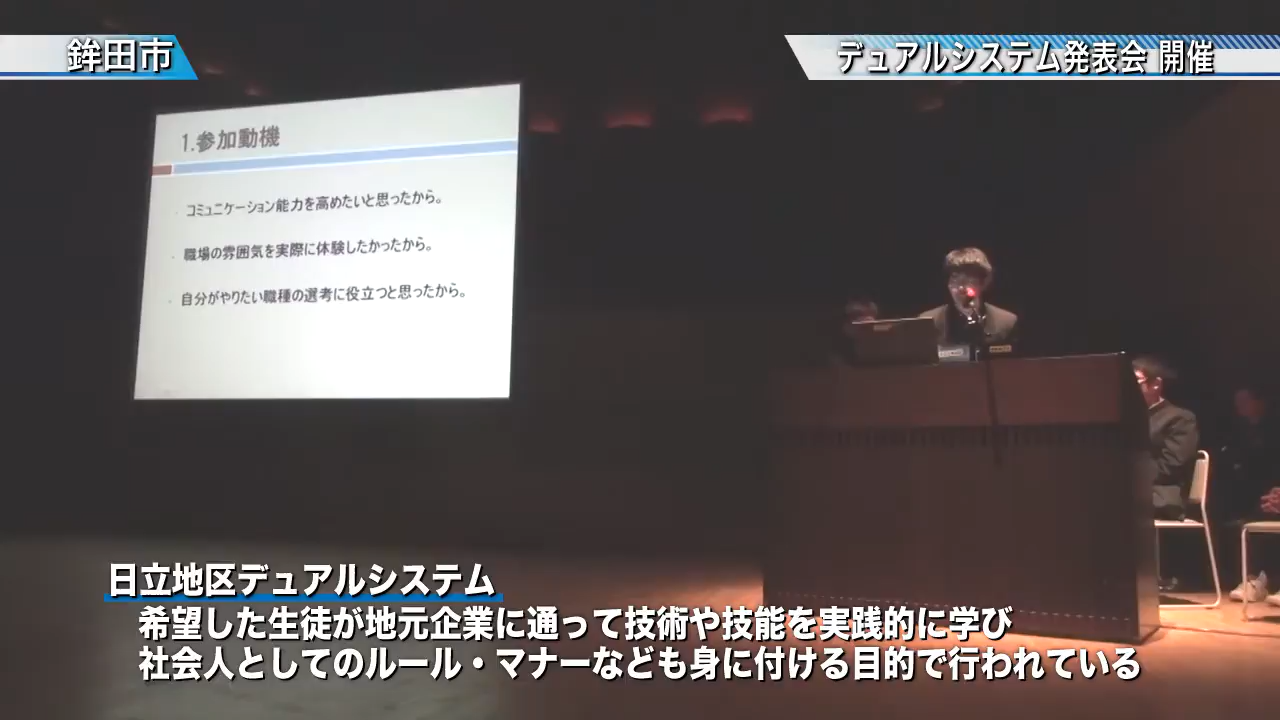 鉾田市
デュアルシステム発表会 開催
1.参加動機
コミュニケーション能力を高めたいと思ったから。
職場の雰囲気を実際に体験したかったから。
自分がやりたい職種の選考に役立つと思ったから。
日立地区デュアルシステム
希望した生徒が地元企業に通って技術や技能を実践的に学び
社会人としてのルール・マナーなども身に付ける目的で行われている